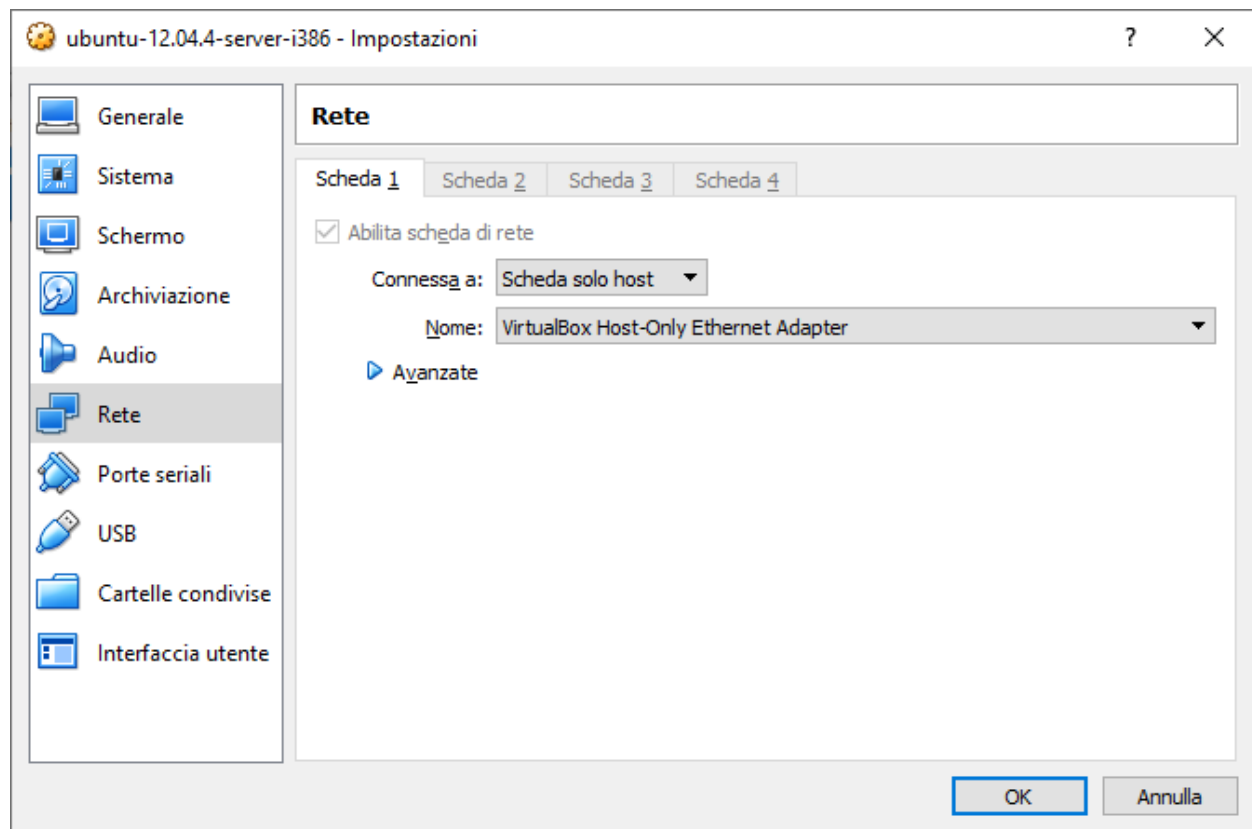 ubuntu-12.04.4-server-i386 - Impostazioni
?
Generale
Sistema
Schermo
Archiviazione
Audio
Rete
Porte seriali
USB
Cartelle condivise
Interfaccia utente
Rete
Scheda 1 Scheda 2 Scheda 3 Scheda 4
Abilita scheda di rete
Connessa a: Scheda solo host
Nome: VirtualBox Host-Only Ethernet Adapter
Avanzate
OK Annulla